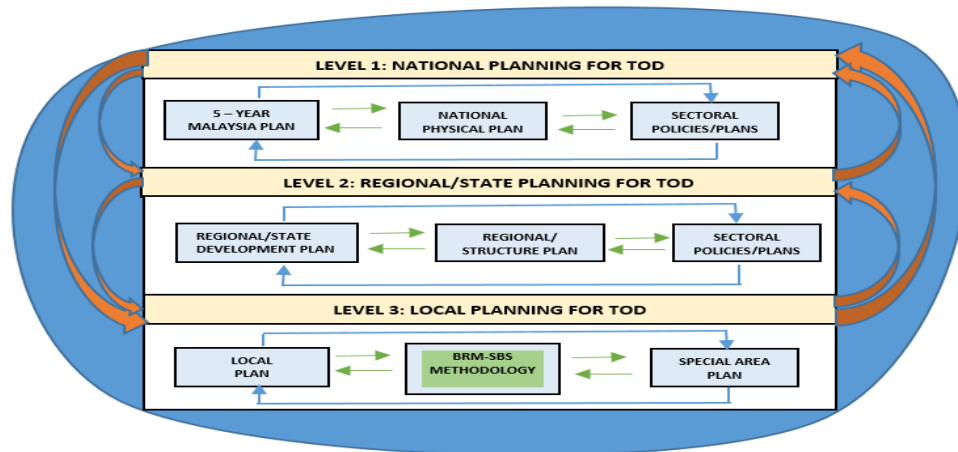 LEVEL 1: NATIONAL PLANNING FOR TOD
5 – YEAR
MALAYSIA PLAN
NATIONAL
PHYSICAL PLAN
SECTORAL
POLICIES/PLANS
LEVEL 2: REGIONAL/STATE PLANNING FOR TOD
REGIONAL/STATE
DEVELOPMENT PLAN
REGIONAL/
STRUCTURE PLAN
SECTORAL
POLICIES/PLANS
LEVEL 3: LOCAL PLANNING FOR TOD
LOCAL
PLAN
BRM-SBS
METHODOLOGY
SPECIAL AREA
PLAN